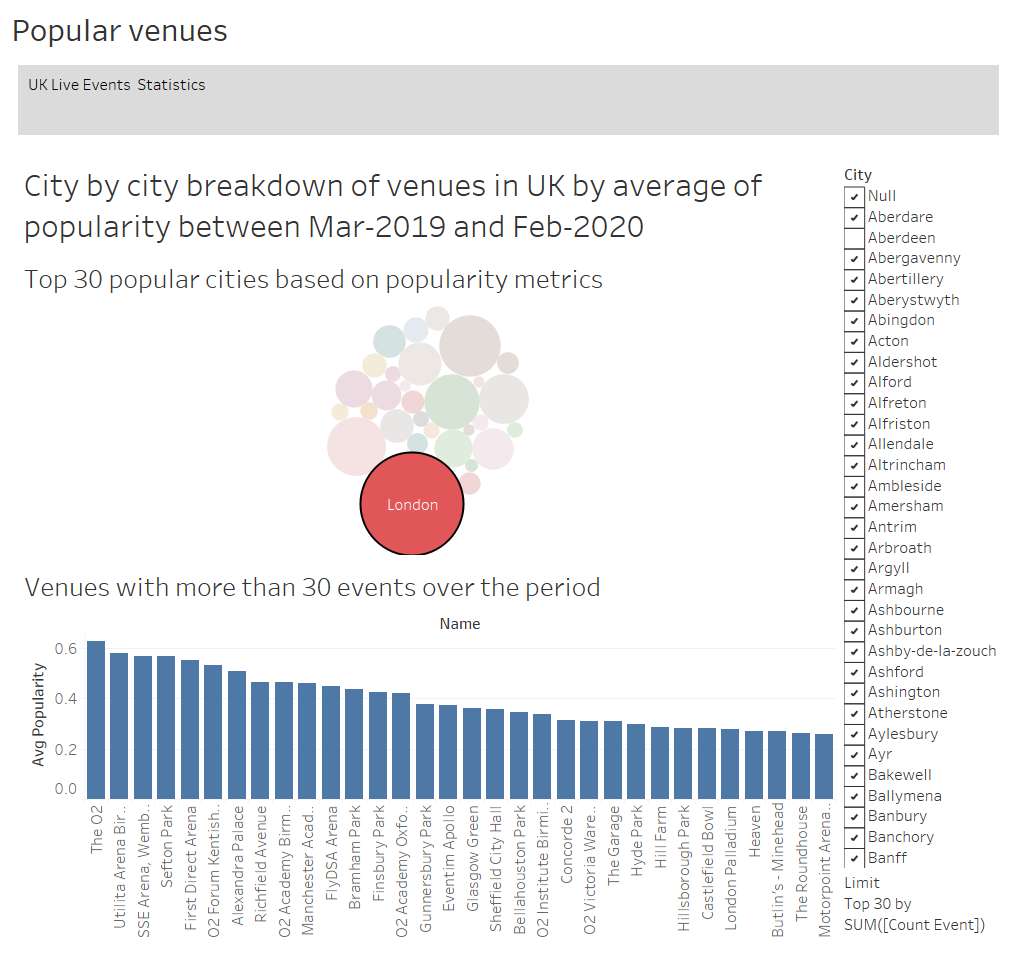 Popular venues
UK Live Events  Statistics
City by city breakdown of venues in UK by average of
popularity between Mar-2019 and Feb-2020
Top 30 popular cities based on popularity metrics
London
Venues with more than 30 events over the period
Name
Avg Popularity
0.6
0.4
0.2
0.0
The O2
Utilita Arena Bir..
SSE Arena, Wemb..
Sefton Park
First Direct Arena
O2 Forum Kentish..
Alexandra Palace
Richfield Avenue
O2 Academy Birm..
Manchester Acad..
FlyDSA Arena
Bramham Park
Finsbury Park
O2 Academy Oxfo..
Gunnersbury Park
Eventim Apollo
Glasgow Green
Sheffield City Hall
Bellahouston Park
O2 Institute Birmi..
Concorde 2
O2 Victoria Ware..
The Garage
Hyde Park
Hill Farm
Hillsborough Park
Castlefield Bowl
London Palladium
Heaven
Butlin's - Minehead
The Roundhouse
Motorpoint Arena..
City
Null
Aberdare
Aberdeen
Abergavenny
Abertillery
Aberystwyth
Abingdon
Acton
Aldershot
Alford
Alfreton
Alfriston
Allendale
Altrincham
Ambleside
Amersham
Antrim
Arbroath
Argyll
Armagh
Ashbourne
Ashburton
Ashby-de-la-zouch
Ashford
Ashington
Atherstone
Aylesbury
Ayr
Bakewell
Ballymena
Banbury
Banchory
Banff
Limit
Top 30 by
SUM([Count Event])